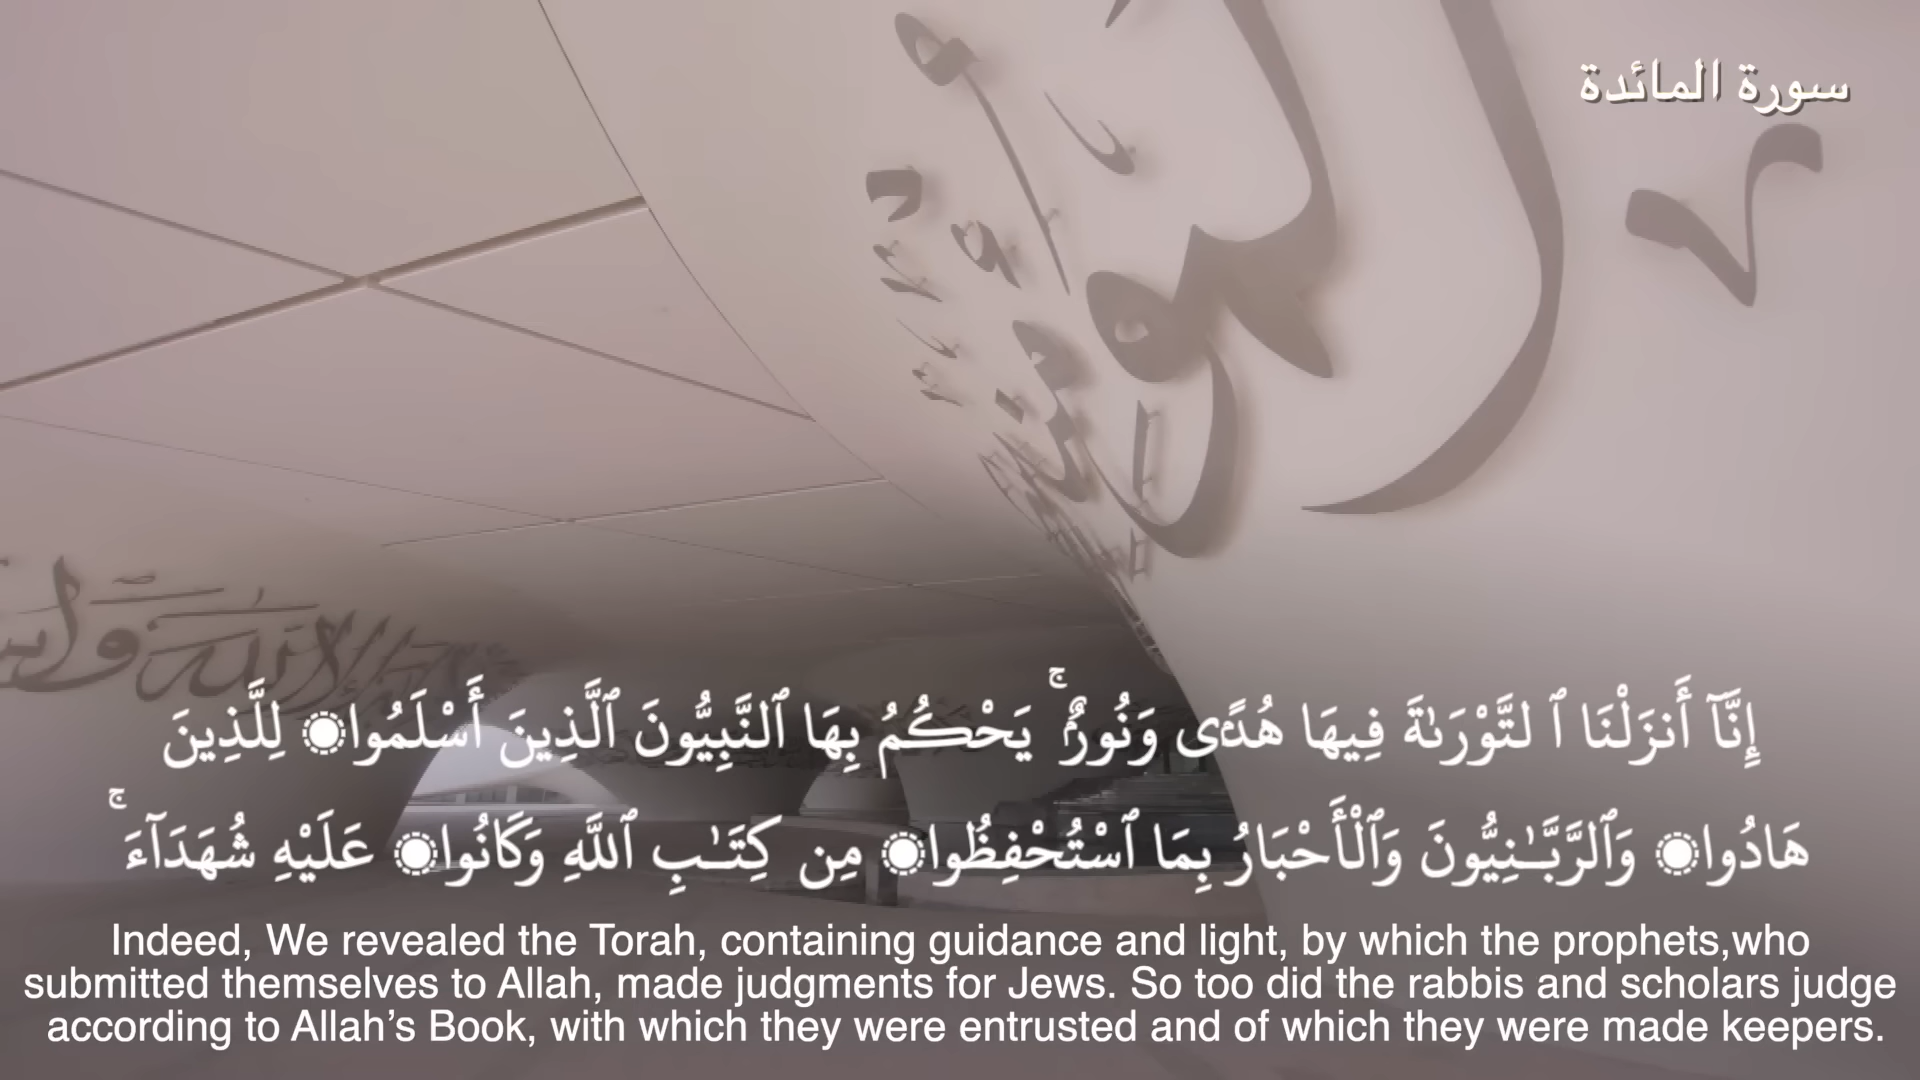 سورة المائدة
إِنَّآ أَنزَلْنَا ٱ لتَّوْرَىٰةَ فِيهَا هُدًۭى وَنُورٌۭ ۚ يَحْكُمُ بِهَا ٱلنَّبِيُّونَ ٱلَّذِينَ أَسْلَمُوا۟ لِلَّذِينَ
هَادُوا۟ وَٱلرَّبَّـٰنِيُّونَ وَٱلْأَحْبَارُ بِمَا ٱسْتُحْفِظُوا۟ مِن كِتَـٰبِ ٱللَّهِ وَكَانُوا۟ عَلَيْهِ شُهَدَآءَ ۚ
Indeed, We revealed the Torah, containing guidance and light, by which the prophets,who
submitted themselves to Allah, made judgments for Jews. So too did the rabbis and scholars judge
according to Allah’s Book, with which they were entrusted and of which they were made keepers.